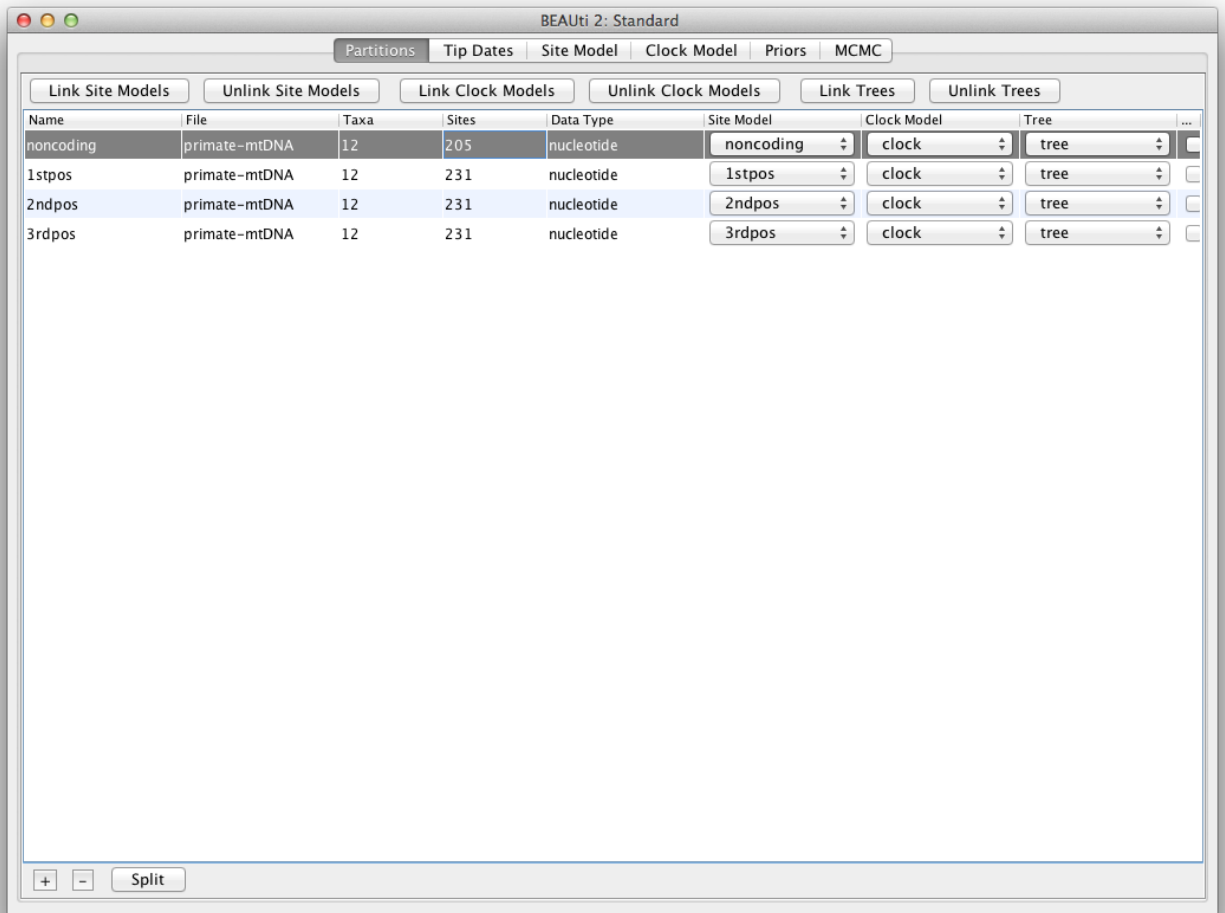 BEAUti 2: Standard
Partitions Tip Dates Site Model Clock Model Priors MCMC
Link Site Models Unlink Site Models Link Clock Models Unlink Clock Models Link Trees Unlink Trees
Name File Taxa Sites Data Type Site Model Clock Model Tree ...
noncoding primate-mtDNA 12 205 nucleotide noncoding clock tree
1stpos primate-mtDNA 12 231 nucleotide 1stpos clock tree
2ndpos primate-mtDNA 12 231 nucleotide 2ndpos clock tree
3rdpos primate-mtDNA 12 231 nucleotide 3rdpos clock tree
+ - Split